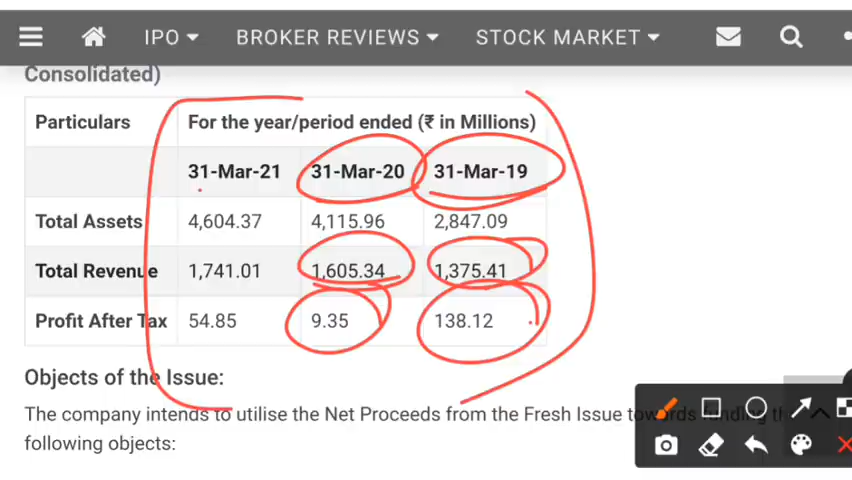 IPO BROKER REVIEWS STOCK MARKET
Consolidated)
Particulars For the year/period ended (₹ in Millions)
31-Mar-21 31-Mar-20 31-Mar-19
Total Assets 4,604.37 4,115.96 2,847.09
Total Revenue 1,741.01 1,605.34 1,375.41
Profit After Tax 54.85 9.35 138.12
Objects of the Issue:
The company intends to utilise the Net Proceeds from the Fresh Issue towards funding
following objects: